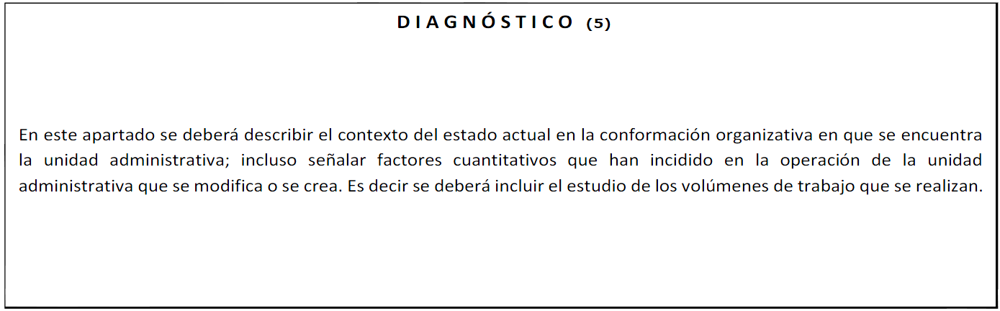 DIAGNÓSTICO (5)
En este apartado se deberá describir el contexto del estado actual en la conformación organizativa en que se encuentra
la unidad administrativa; incluso señalar factores cuantitativos que han incidido en la operación de la unidad
administrativa que se modifica o se crea. Es decir se deberá incluir el estudio de los volúmenes de trabajo que se realizan.